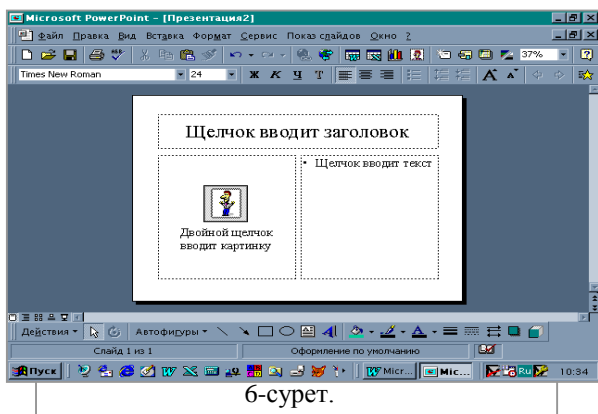 Microsoft PowerPoint - [Презентация2]
Файл Правка Вид Вставка Формат Сервис Показ слайдов Окно ?
37%
Times New Roman 24 Ж К Ч Т
Щелчок вводит заголовок
Двойной щелчок
вводит картинку
• Щелчок вводит текст
Действия Автофигуры
Слайд 1 из 1 Оформление по умолчанию
Пуск Micr... Mic... Ru 10:34
6-сурет.